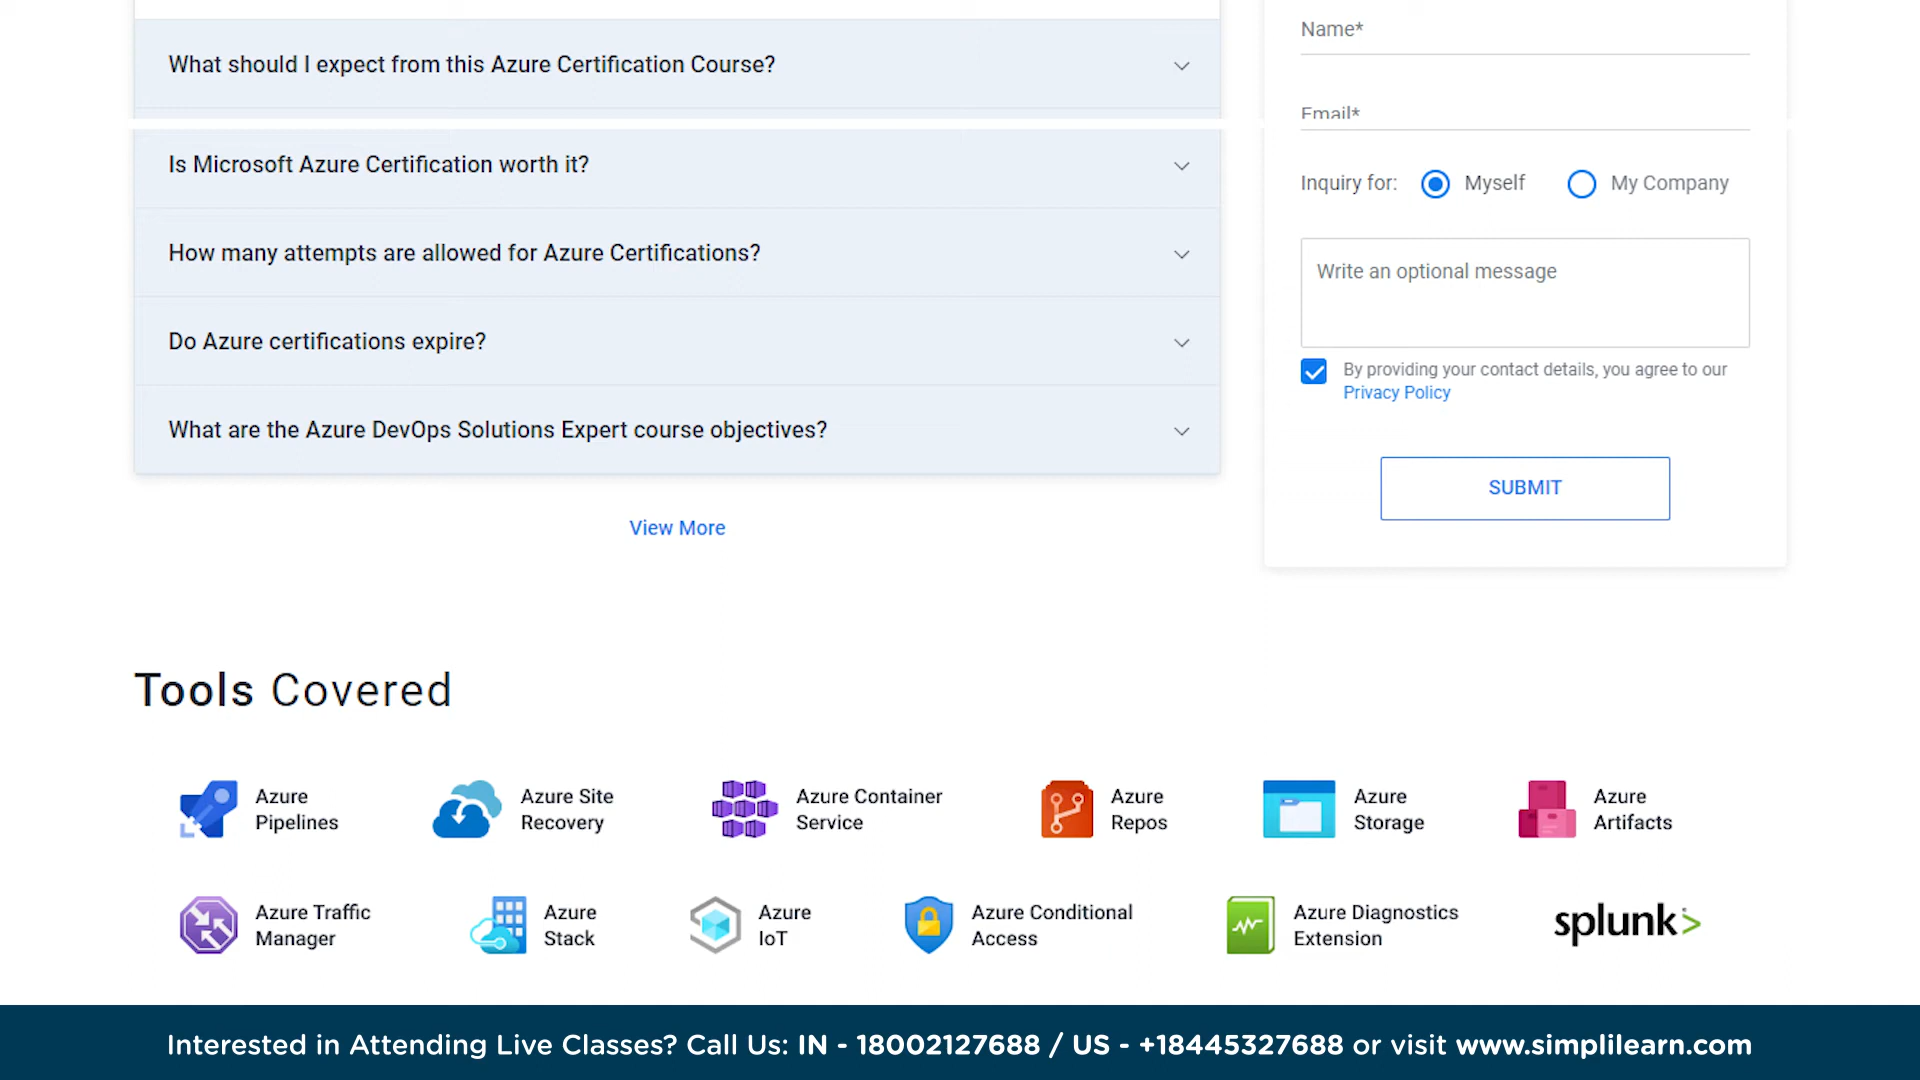 What should I expect from this Azure Certification Course?
Is Microsoft Azure Certification worth it?
How many attempts are allowed for Azure Certifications?
Do Azure certifications expire?
What are the Azure DevOps Solutions Expert course objectives?
View More
Name*
Email*
Inquiry for: Myself My Company
Write an optional message
By providing your contact details, you agree to our
Privacy Policy
SUBMIT
Tools Covered
Azure
Pipelines
Azure Site
Recovery
Azure Container
Service
Azure
Repos
Azure
Storage
Azure
Artifacts
Azure Traffic
Manager
Azure
Stack
Azure
IoT
Azure Conditional
Access
Azure Diagnostics
Extension
splunk>
Interested in Attending Live Classes? Call Us: IN - 18002127688 / US - +18445327688 or visit www.simplilearn.com